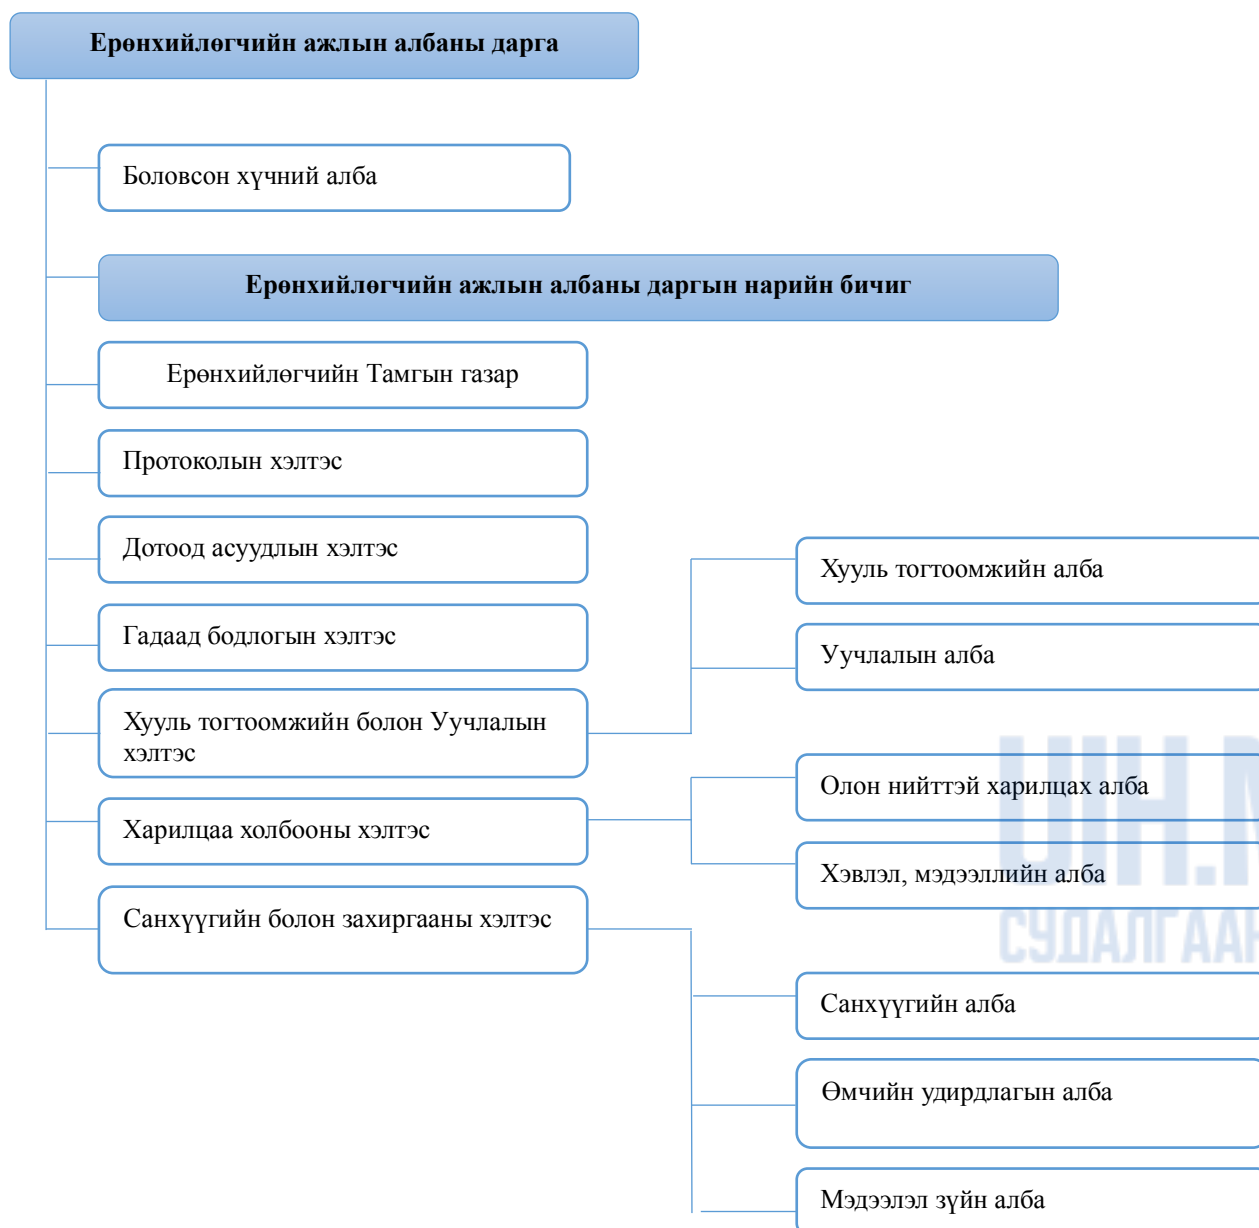 Ерөнхийлөгчийн ажлын албаны дарга
Боловсон хүчний алба
Ерөнхийлөгчийн ажлын албаны даргын нарийн бичиг
Ерөнхийлөгчийн Тамгын газар
Протоколын хэлтэс
Дотоод асуудлын хэлтэс
Гадаад бодлогын хэлтэс
Хууль тогтоомжийн болон Уучлалын
хэлтэс
Харилцаа холбооны хэлтэс
Санхүүгийн болон захиргааны хэлтэс
Хууль тогтоомжийн алба
Уучлалын алба
Олон нийттэй харилцах алба
Хэвлэл, мэдээллийн алба
Санхүүгийн алба
Өмчийн удирдлагын алба
Мэдээлэл зүйн алба